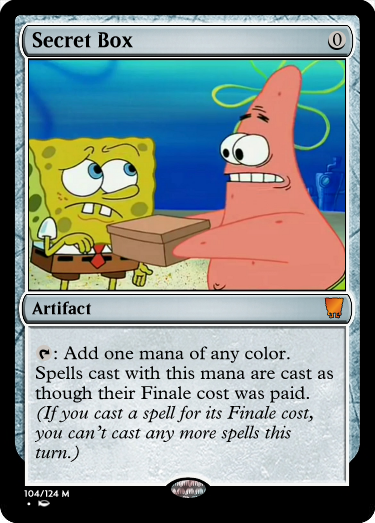 Secret Box 0
Artifact
: Add one mana of any color.
Spells cast with this mana are cast as
though their Finale cost was paid.
(If you cast a spell for its Finale cost,
you can't cast any more spells this
turn.)
104/124 M